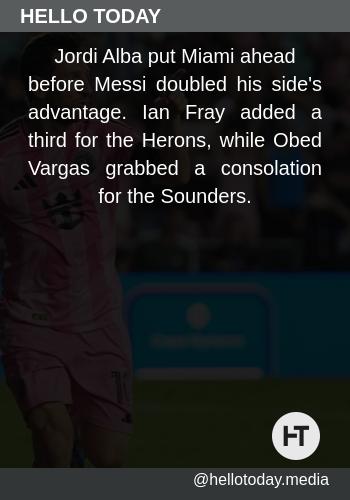 HELLO TODAY
Jordi Alba put Miami ahead
before Messi doubled his side's
advantage. Ian Fray added a
third for the Herons, while Obed
Vargas grabbed a consolation
for the Sounders.
HT
@hellotoday.media